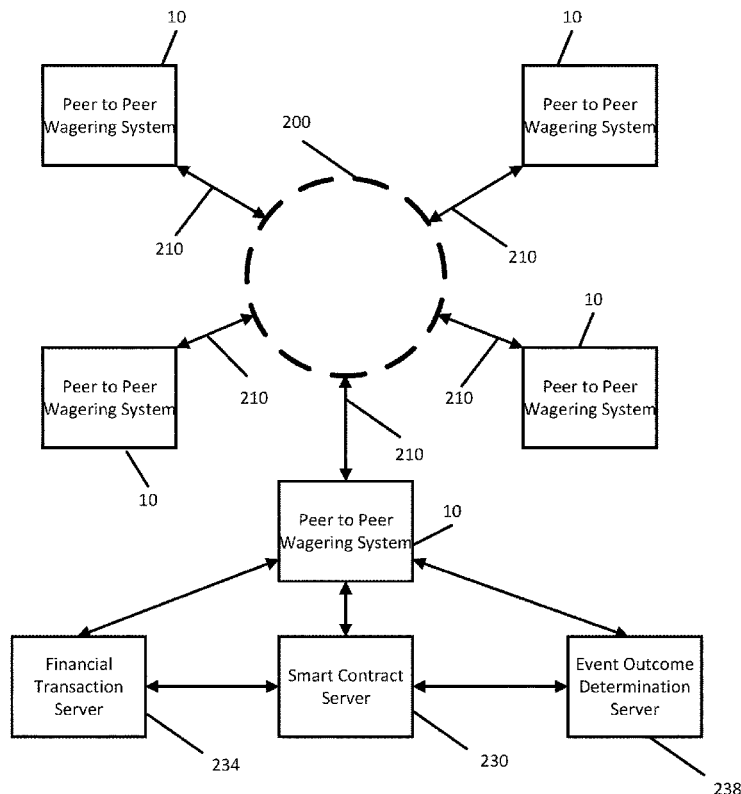 10
10
Peer to Peer
Wagering System
Peer to Peer
Wagering System
200
210
210
10
Peer to Peer
Wagering System
210
210
Peer to Peer
Wagering System
10
210
Peer to Peer
Wagering System
10
Financial
Transaction
Server
Smart Contract
Server
Event Outcome
Determination
Server
234
230
238